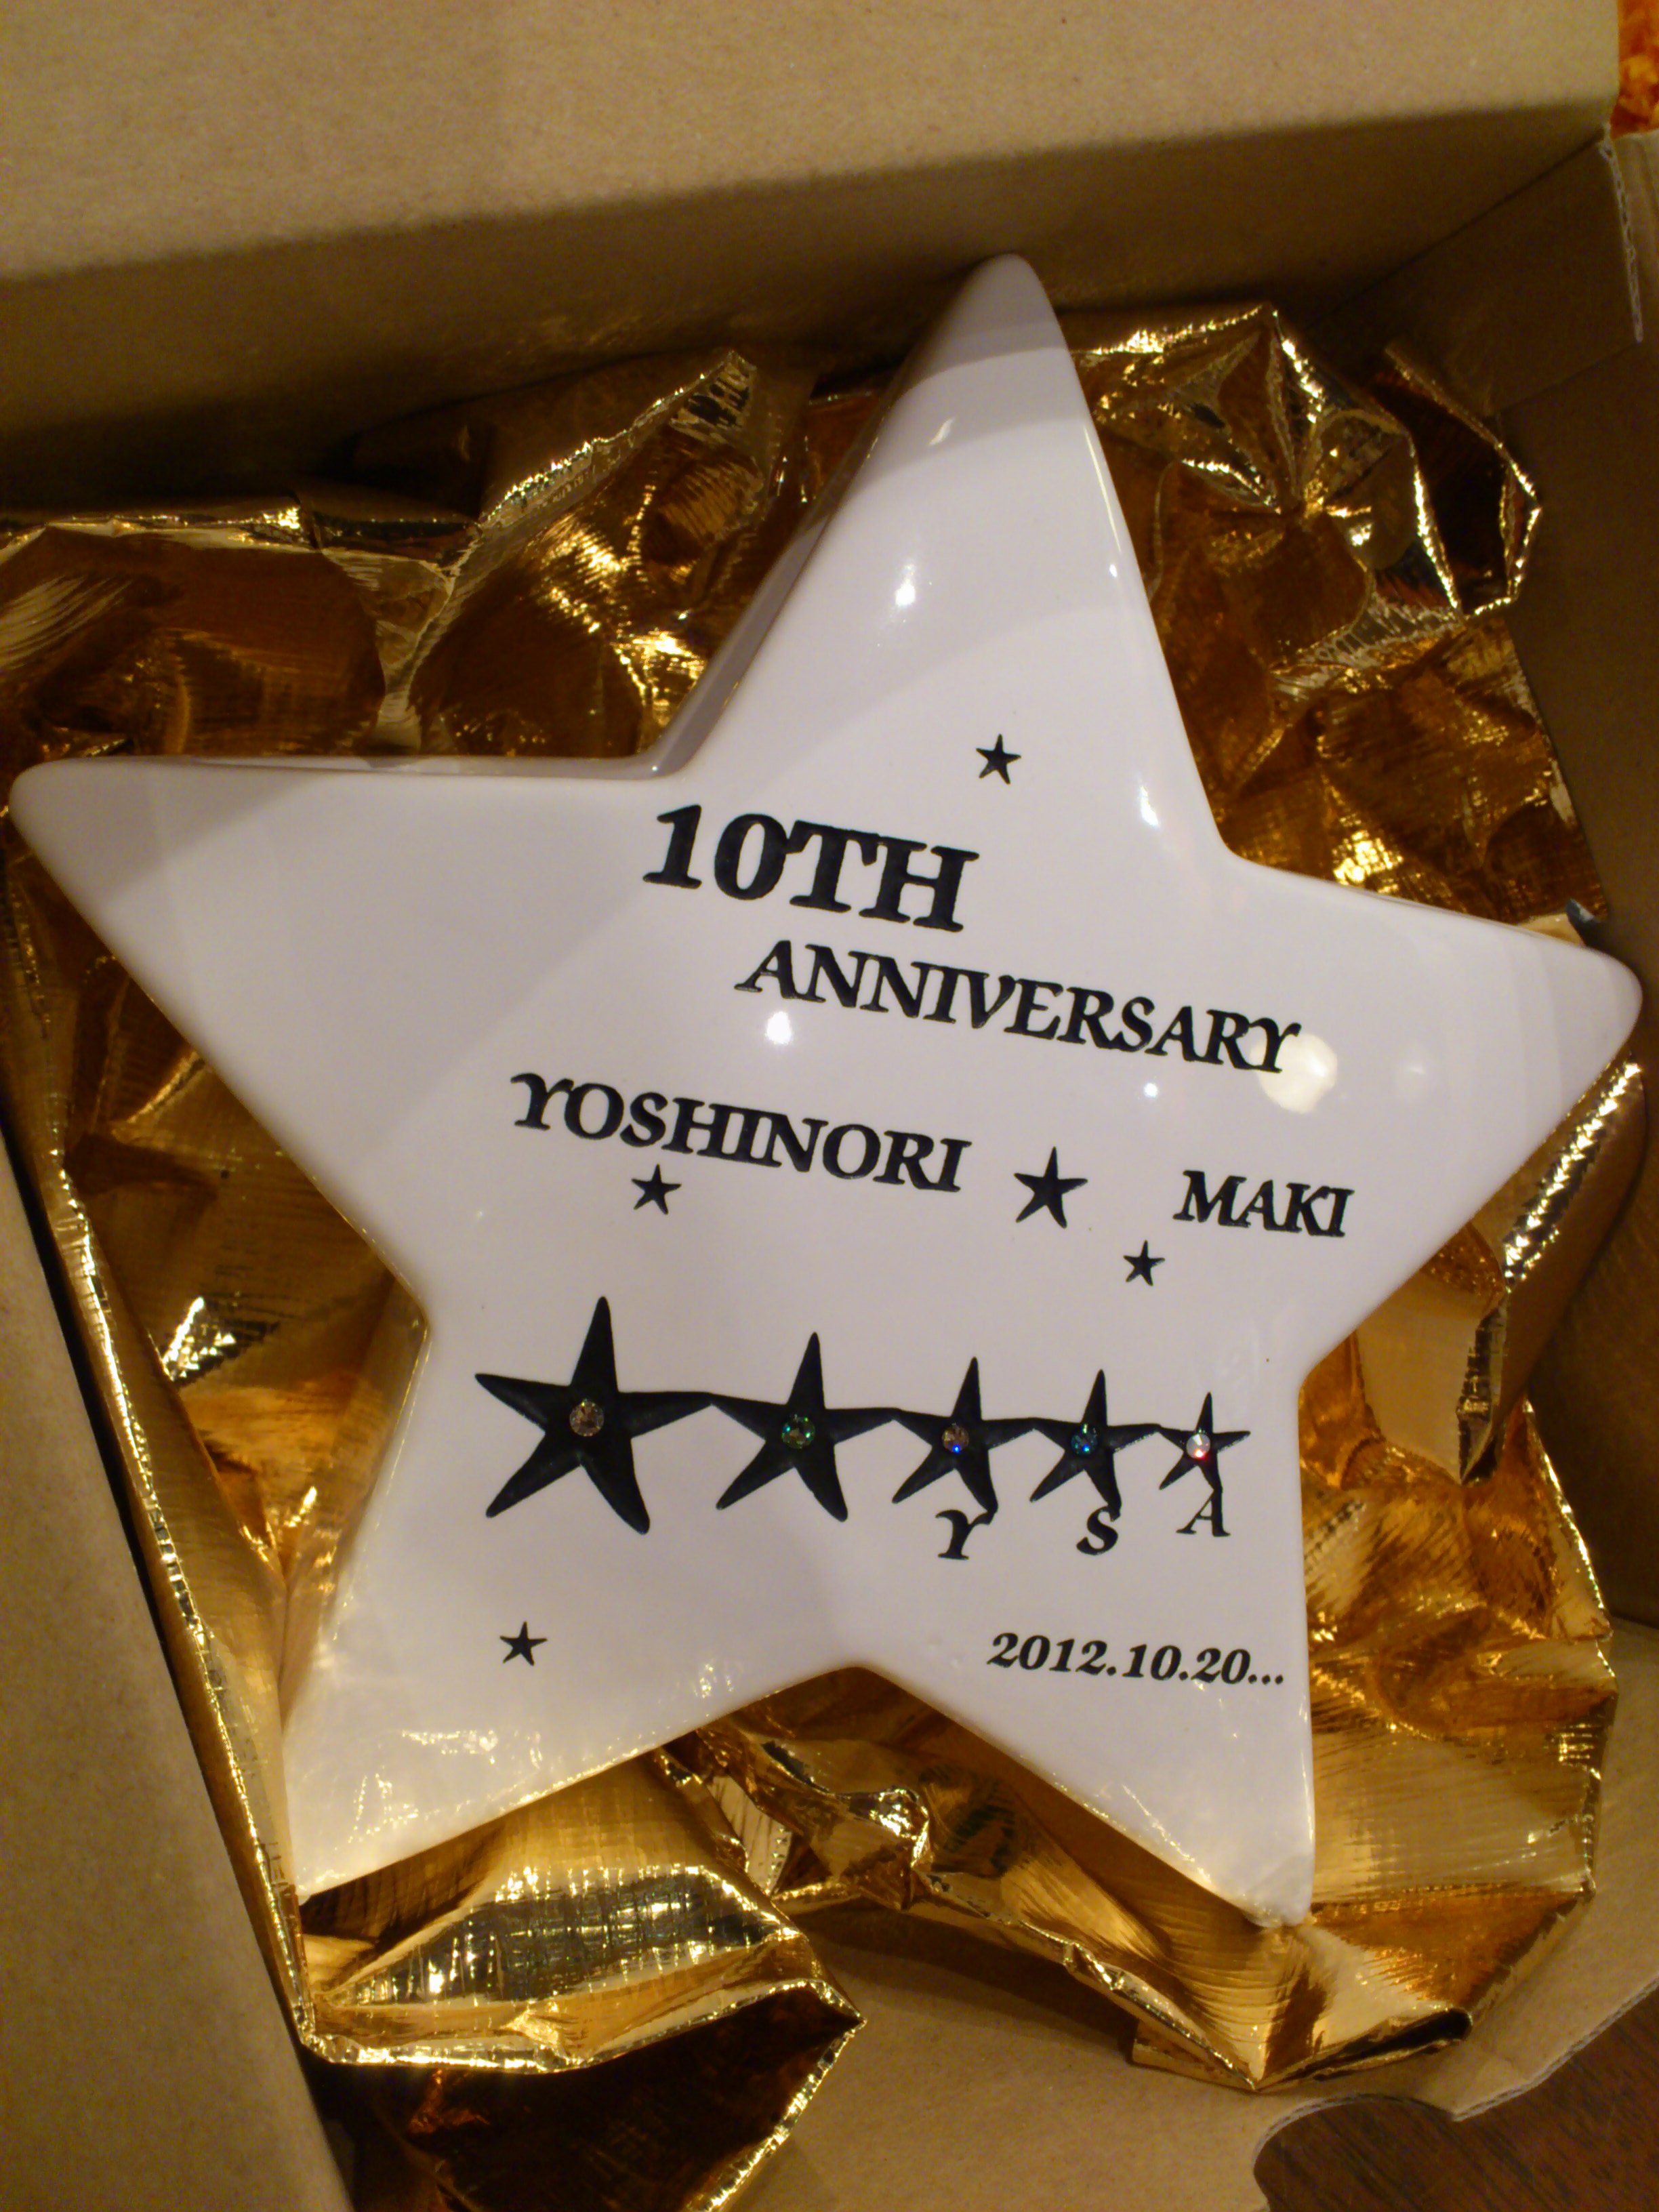 10TH
ANNIVERSARY
YOSHINORI ★ MAKI
Y S A
2012.10.20...